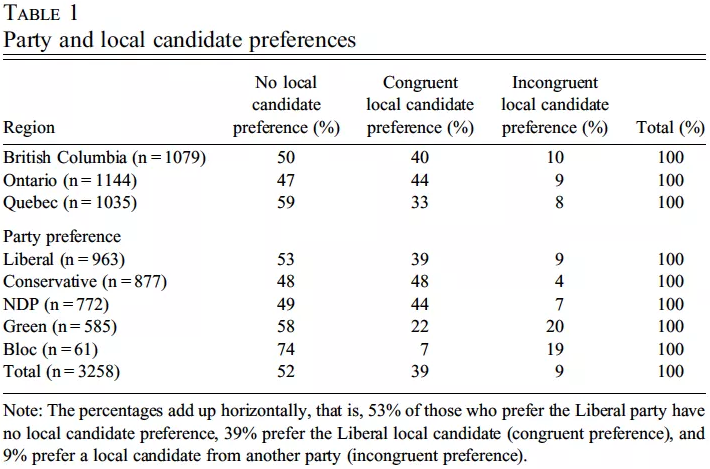 TABLE 1
Party and local candidate preferences
Region No local candidate preference (%) Congruent local candidate preference (%) Incongruent local candidate preference (%) Total (%)
British Columbia (n = 1079) 50 40 10 100
Ontario (n = 1144) 47 44 9 100
Quebec (n = 1035) 59 33 8 100
Party preference
Liberal (n = 963) 53 39 9 100
Conservative (n = 877) 48 48 4 100
NDP (n = 772) 49 44 7 100
Green (n = 585) 58 22 20 100
Bloc (n = 61) 74 7 19 100
Total (n = 3258) 52 39 9 100
Note: The percentages add up horizontally, that is, 53% of those who prefer the Liberal party have
no local candidate preference, 39% prefer the Liberal local candidate (congruent preference), and
9% prefer a local candidate from another party (incongruent preference).